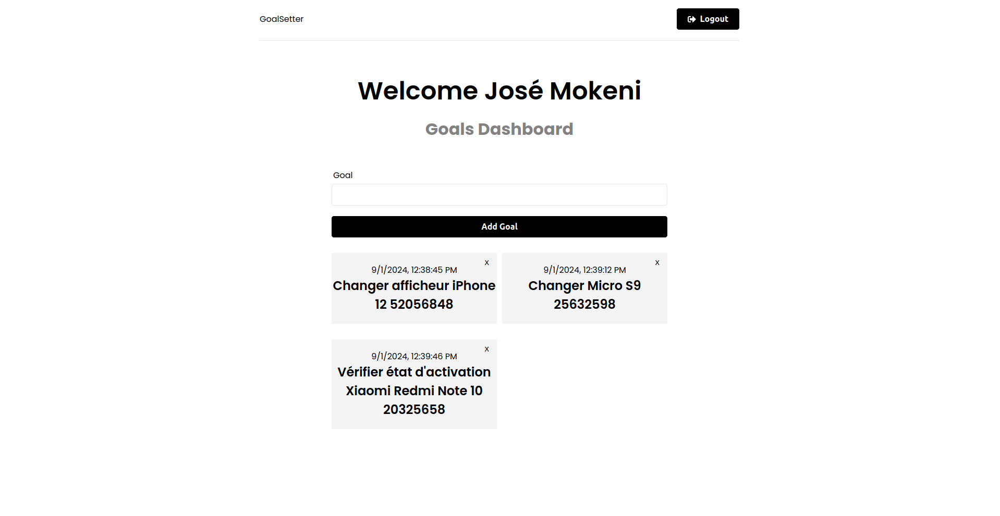 GoalSetter
Logout
Welcome José Mokeni
Goals Dashboard
Goal
Add Goal
X
9/1/2024, 12:38:45 PM
Changer afficheur iPhone
12 52056848
X
9/1/2024, 12:39:12 PM
Changer Micro S9
25632598
X
9/1/2024, 12:39:46 PM
Vérifier état d'activation
Xiaomi Redmi Note 10
20325658